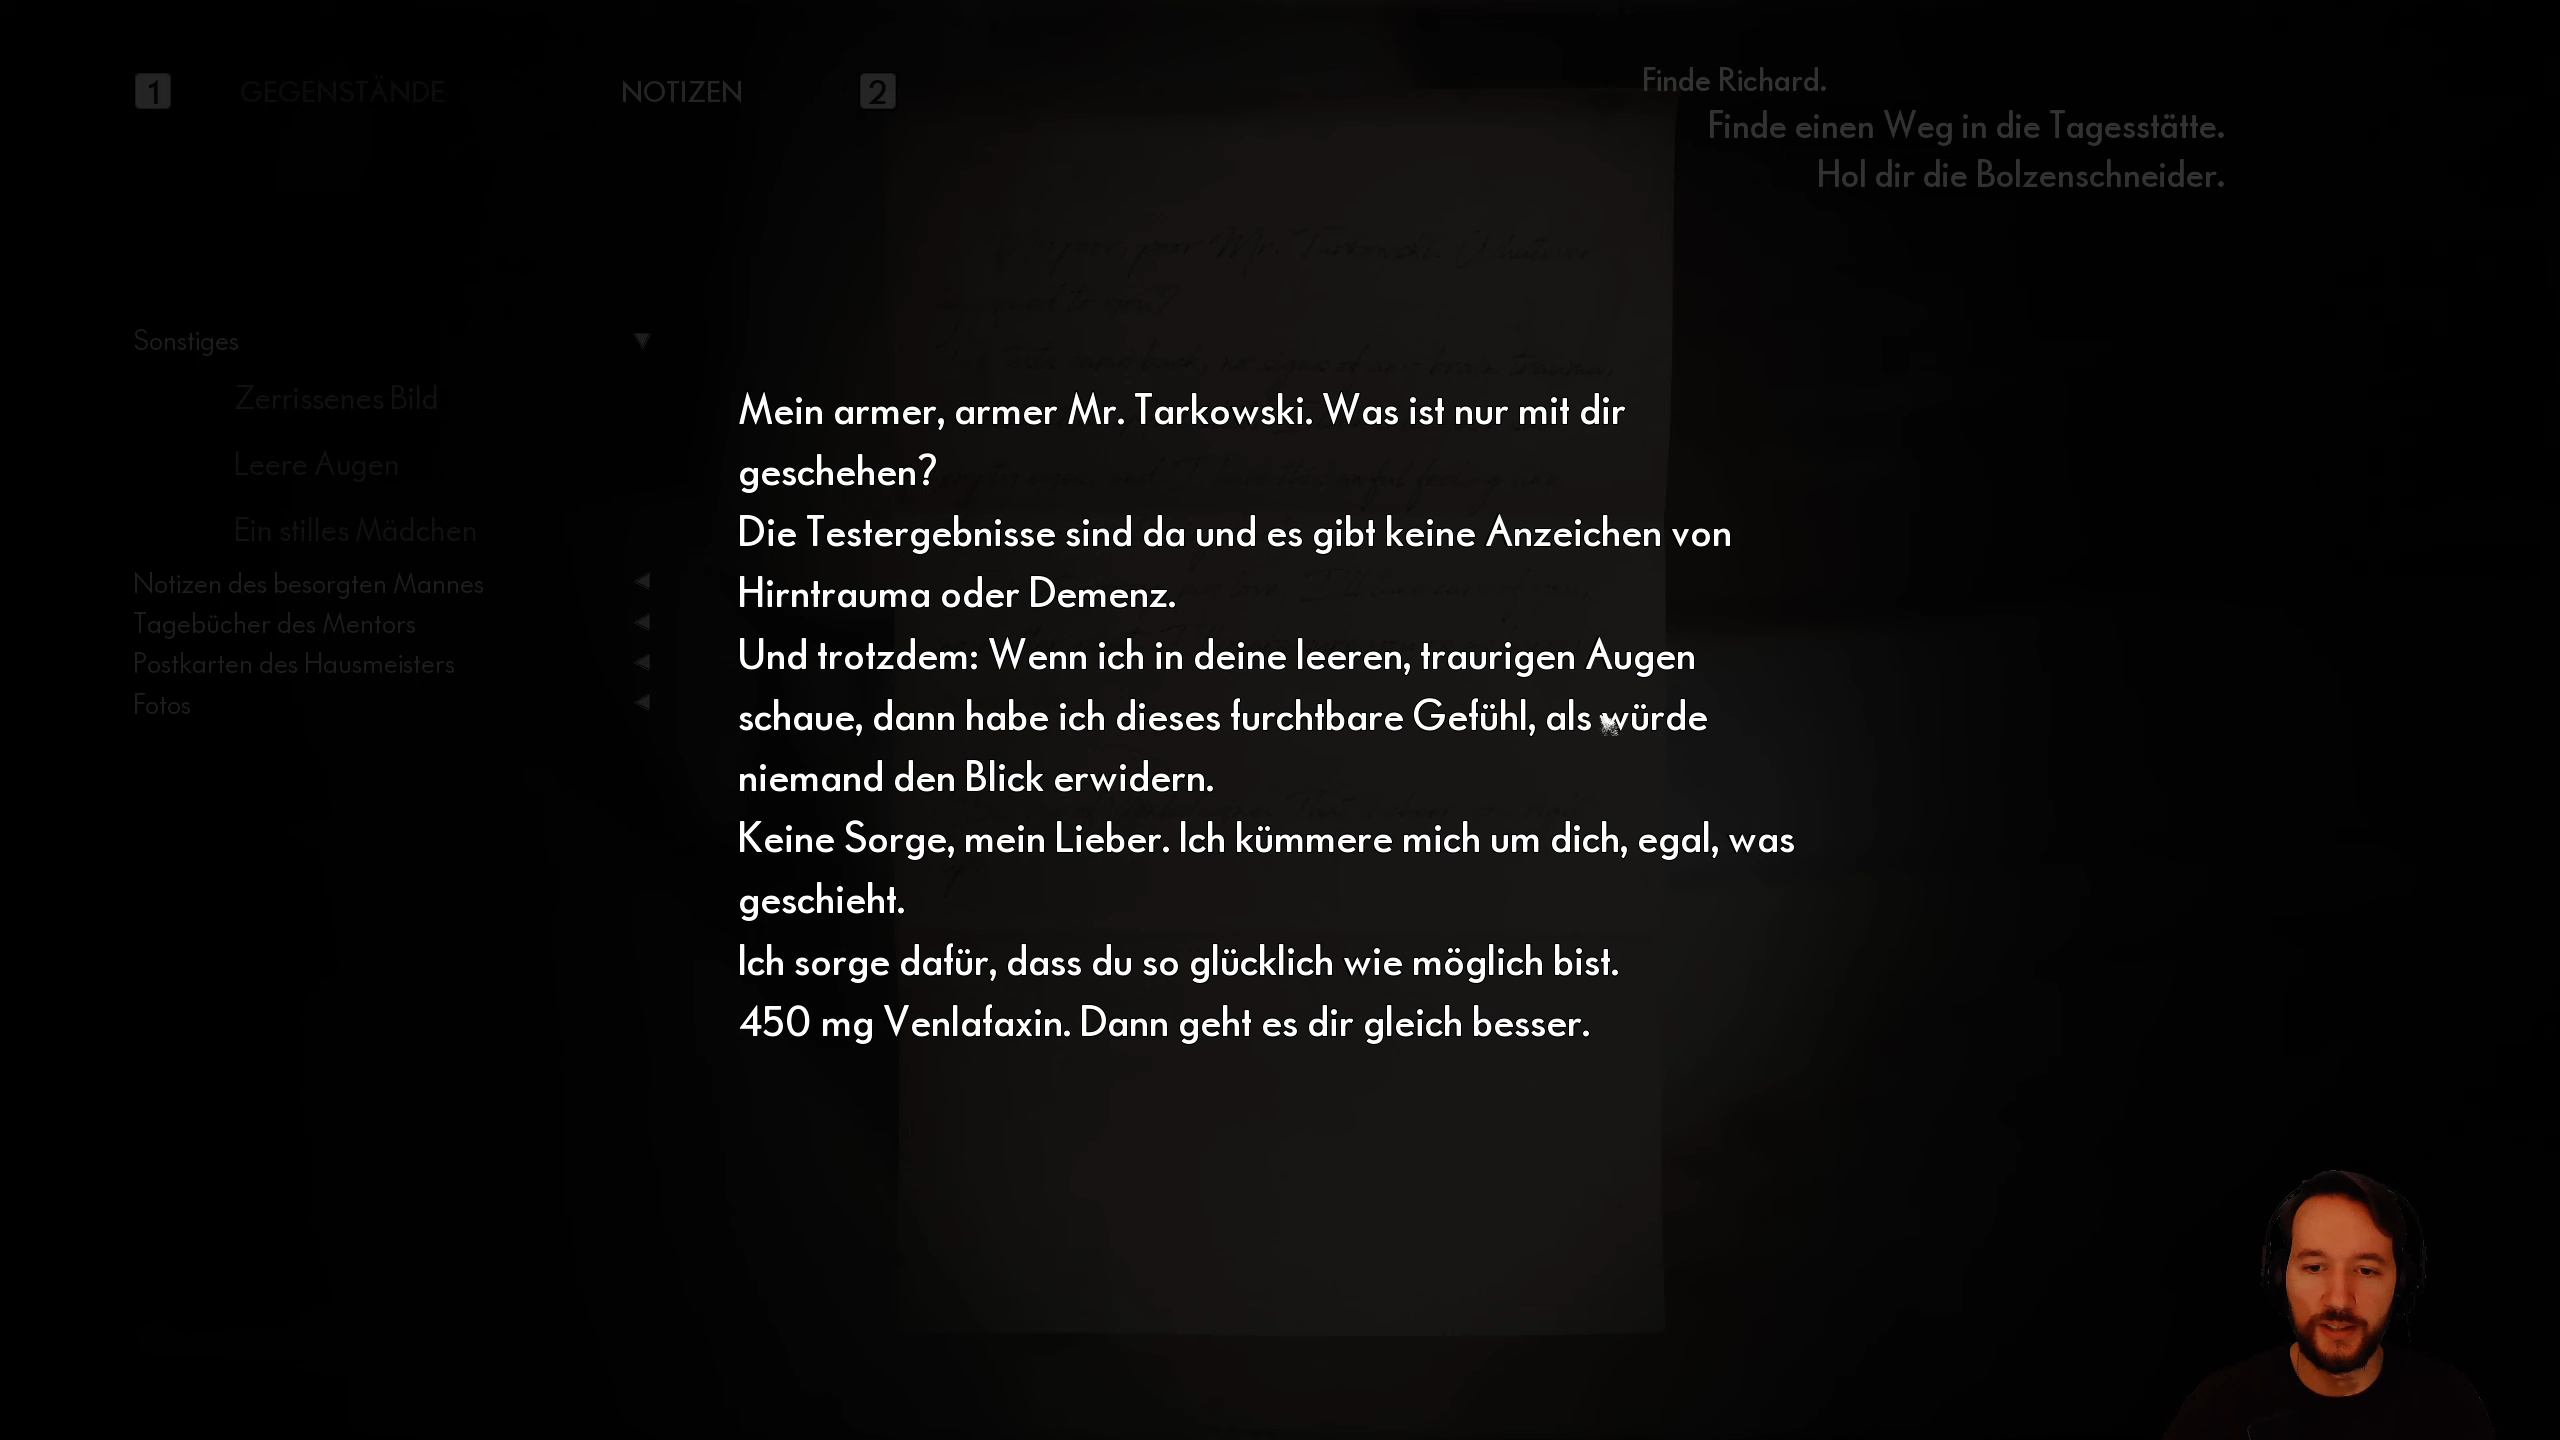 1
GEGENSTÄNDE
NOTIZEN
2
Finde Richard.
Finde einen Weg in die Tagesstätte.
Hol dir die Bolzenschneider.
Sonstiges
Zerrissenes Bild
Leere Augen
Ein stilles Mädchen
Notizen des besorgten Mannes
Tagebücher des Mentors
Postkarten des Hausmeisters
Fotos
Mein armer, armer Mr. Tarkowski. Was ist nur mit dir
geschehen?
Die Testergebnisse sind da und es gibt keine Anzeichen von
Hirntrauma oder Demenz.
Und trotzdem: Wenn ich in deine leeren, traurigen Augen
schaue, dann habe ich dieses furchtbare Gefühl, als würde
niemand den Blick erwidern.
Keine Sorge, mein Lieber. Ich kümmere mich um dich, egal, was
geschieht.
Ich sorge dafür, dass du so glücklich wie möglich bist.
450 mg Venlafaxin. Dann geht es dir gleich besser.